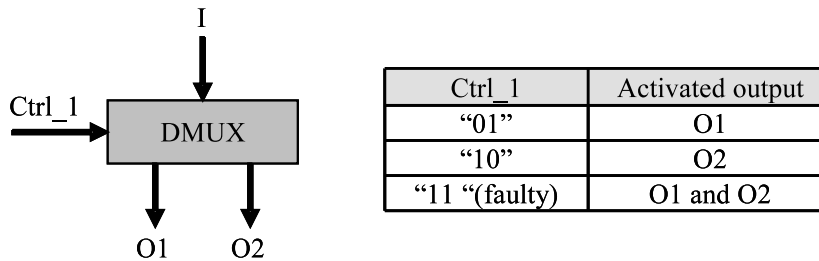 I
Ctrl_1
DMUX
O1 O2
Ctrl_1 Activated output
“01” O1
“10” O2
“11 “(faulty) O1 and O2